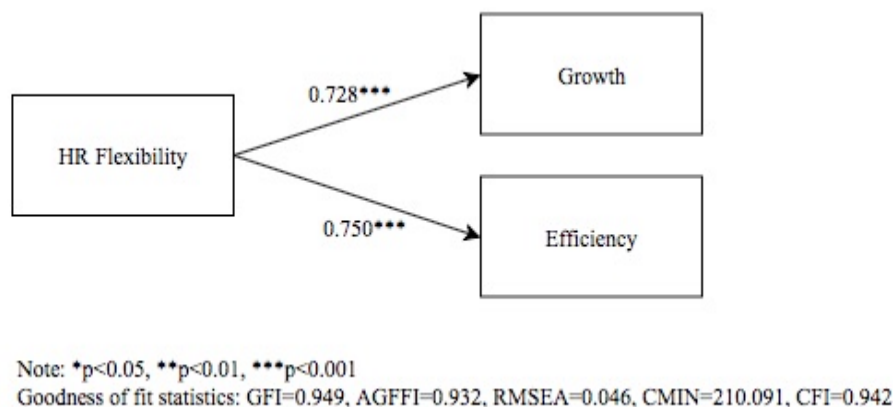 Growth
0.728***
HR Flexibility
0.750***
Efficiency
Note: *p<0.05, **p<0.01, ***p<0.001
Goodness of fit statistics: GFI=0.949, AGFFI=0.932, RMSEA=0.046, CMIN=210.091, CFI=0.942